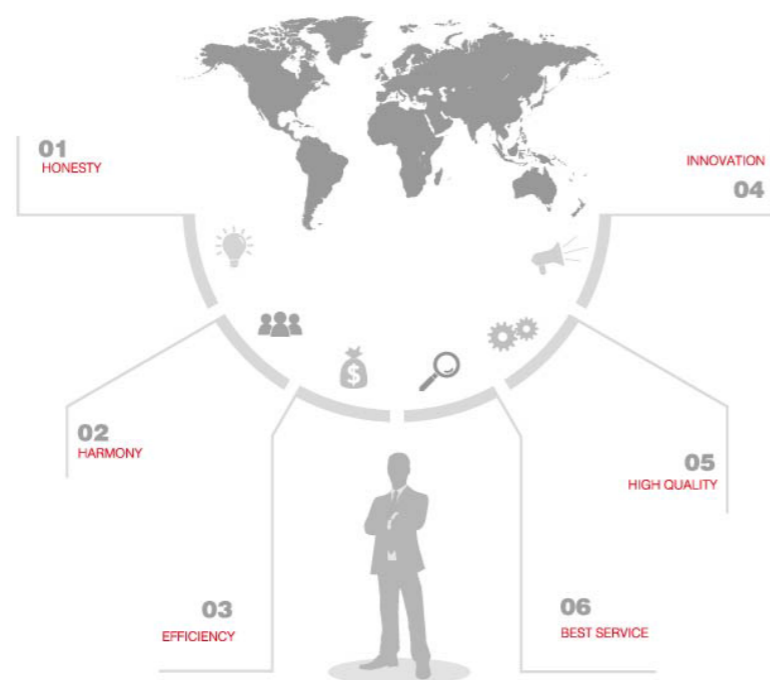 01
HONESTY
INNOVATION
04
02
HARMONY
05
HIGH QUALITY
03
EFFICIENCY
06
BEST SERVICE
$